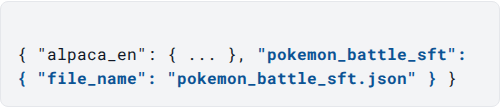 { "alpaca_en": { ... }, "pokemon_battle_sft":
{ "file_name": "pokemon_battle_sft.json" } }